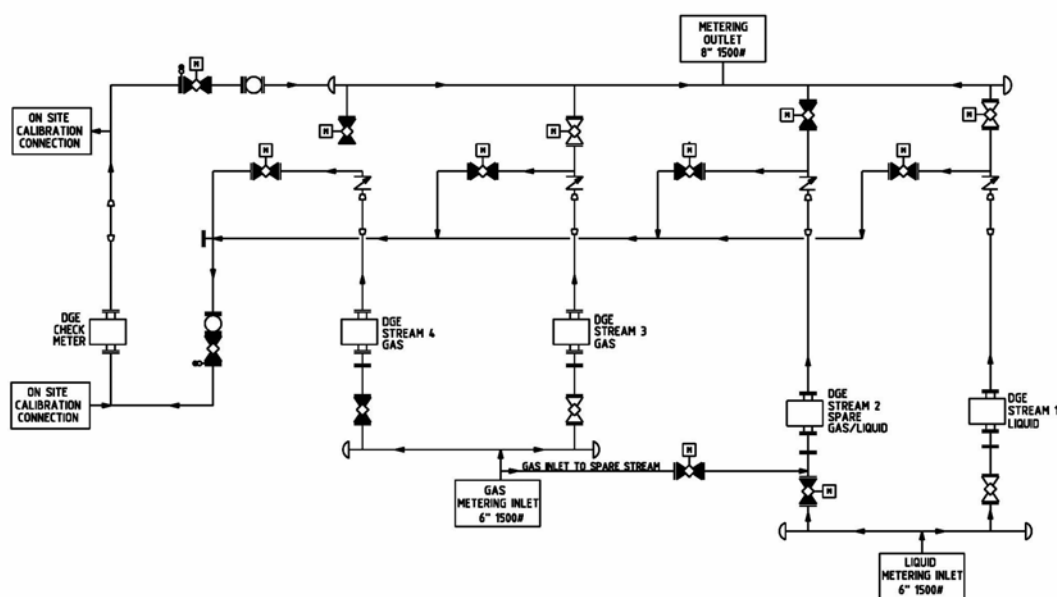 METERING
OUTLET
8" 1500#
M
ON SITE
CALIBRATION
CONNECTION
M
M
M
M
M
M
M
M
DGE
CHECK
METER
DGE
STREAM 4
GAS
DGE
STREAM 3
GAS
ON SITE
CALIBRATION
CONNECTION
DGE
STREAM 2
SPARE
GAS/LIQUID
DGE
STREAM 1
LIQUID
M
GAS INLET TO SPARE STREAM
GAS
METERING INLET
6" 1500#
M
LIQUID
METERING INLET
6" 1500#